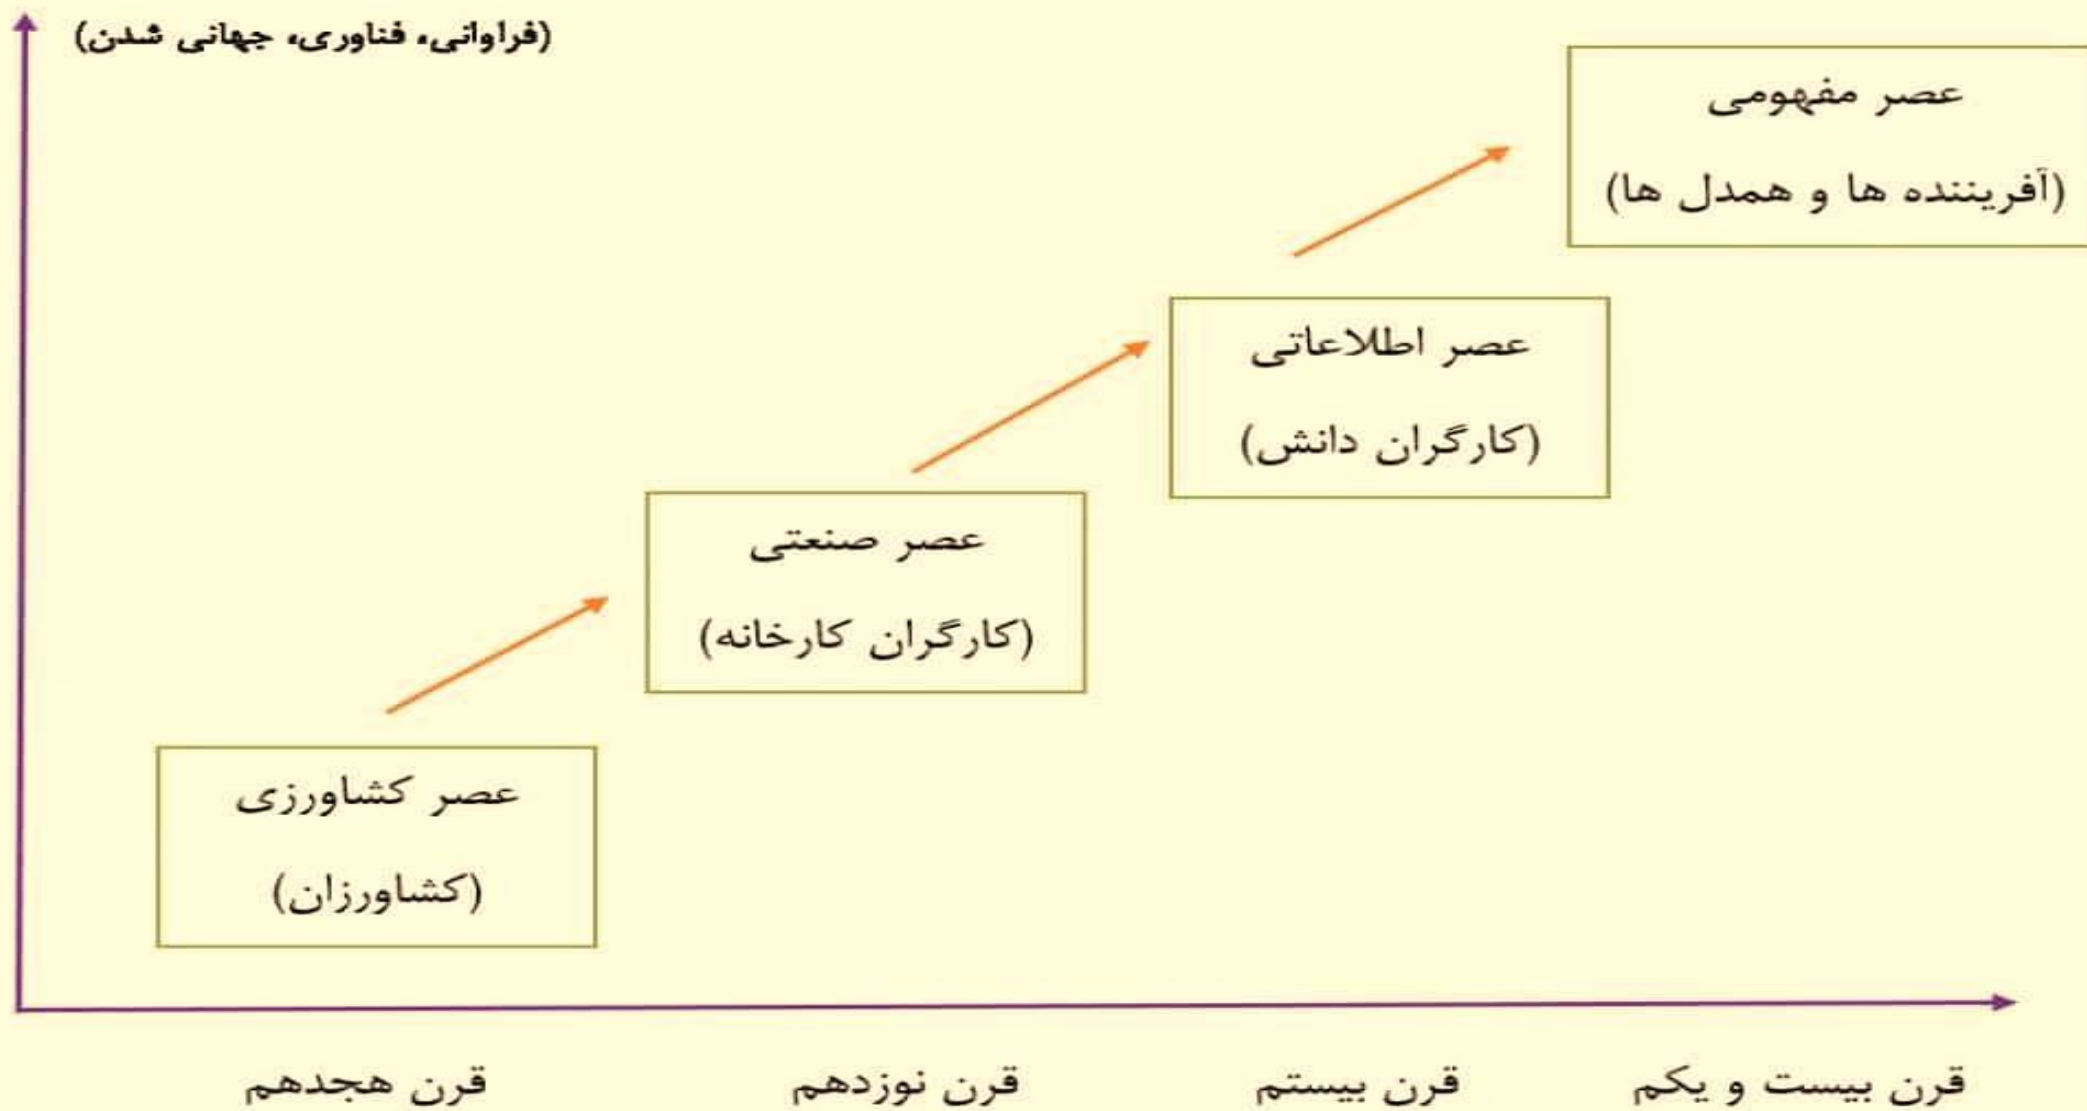 (فراوانی، فناوری، جهانی شدن)
عصر مفهومی
(آفریننده ها و همدل ها)
عصر اطلاعاتی
(کارگران دانش)
عصر صنعتی
(کارگران کارخانه)
عصر کشاورزی
(کشاورزان)
قرن هجدهم
قرن نوزدهم
قرن بیستم
قرن بیست و یکم